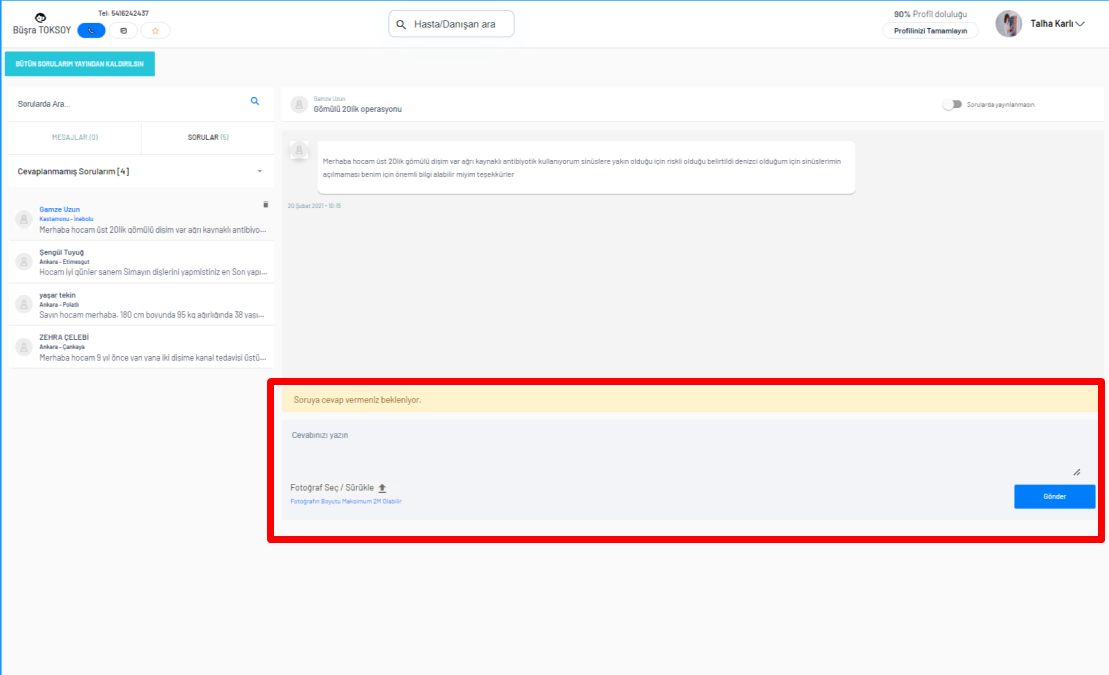 Tel: 5416242437
Büşra TOKSOY
Hasta/Danışan ara
90% Profil doluluğu
Profilinizi Tamamlayın
Talha Karlı
BÜTÜN SORULARIM YAYINDAN KALDIRILSIN
Sorularda Ara...
MESAJLAR (0)
SORULAR (5)
Cevaplanmamış Sorularım [4]
Gamze Uzun
Kastamonu - İnebolu
Merhaba hocam üst 20lik gömülü dişim var ağrı kaynaklı antibiyo...
Şengül Tuyuğ
Ankara - Etimesgut
Hocam iyi günler sanem Simayın dişlerini yapmistiniz en Son yapı...
yaşar tekin
Ankara - Polatlı
Sayın hocam merhaba. 180 cm boyunda 95 kg ağırlığında 38 yaşı...
ZEHRA ÇELEBİ
Ankara - Çankaya
Merhaba hocam 9 yıl önce yan yana iki dişime kanal tedavisi üstü...
Gamze Uzun
Gömülü 20lik operasyonu
Sorularda yayınlanmasın.
Merhaba hocam üst 20lik gömülü dişim var ağrı kaynaklı antibiyotik kullanıyorum sinüslere yakın olduğu için riskli olduğu belirtildi denizci olduğum için sinüslerimin
açılmaması benim için önemli bilgi alabilir miyim teşekkürler
20 Şubat 2021 - 10:15
Soruya cevap vermeniz bekleniyor.
Cevabınızı yazın
Fotoğraf Seç / Sürükle
Fotoğrafın Boyutu Maksimum 2M Olabilir
Gönder